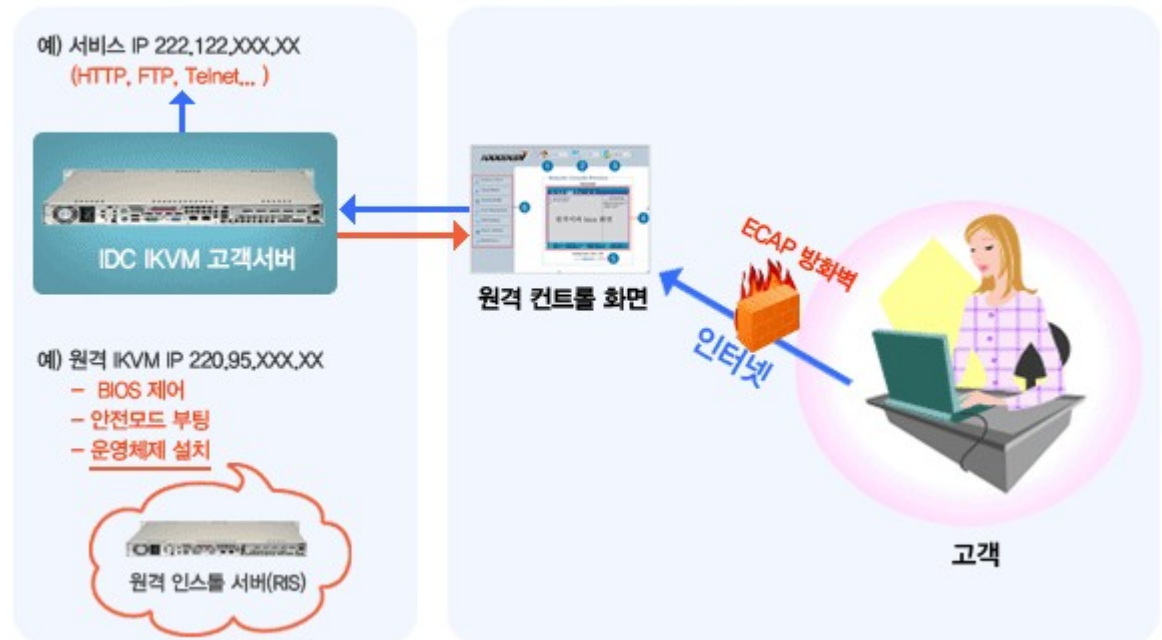 예) 서비스 IP 222.122.XXX.XX
(HTTP, FTP, Telnet... )
IDC IKVM 고객서버
원격 컨트롤 화면
ECAP 방화벽
인터넷
고객
예) 원격 IKVM IP 220.95.XXX.XX
- BIOS 제어
- 안전모드 부팅
- 운영체제 설치
원격 인스톨 서버(RIS)